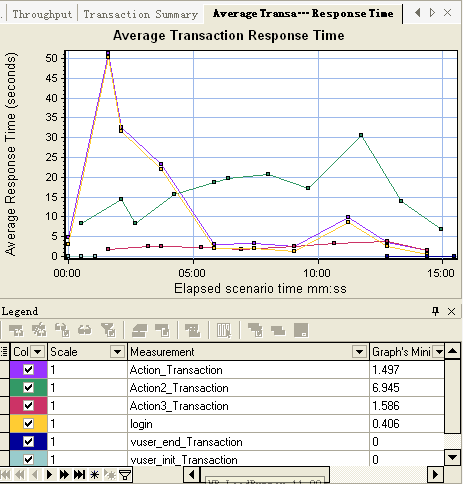 Throughput
Transaction Summary
Average Transa--- Response Time
Average Transaction Response Time
Average Response Time (seconds)
50
45
40
35
30
25
20
15
10
5
0
00:00 05:00 10:00 15:00
Elapsed scenario time mm:ss
Legend
Col Scale Measurement Graph's Mini
1 Action_Transaction 1.497
1 Action2_Transaction 6.945
1 Action3_Transaction 1.586
1 login 0.406
1 vuser_end_Transaction 0
1 vuser_init_Transaction 0